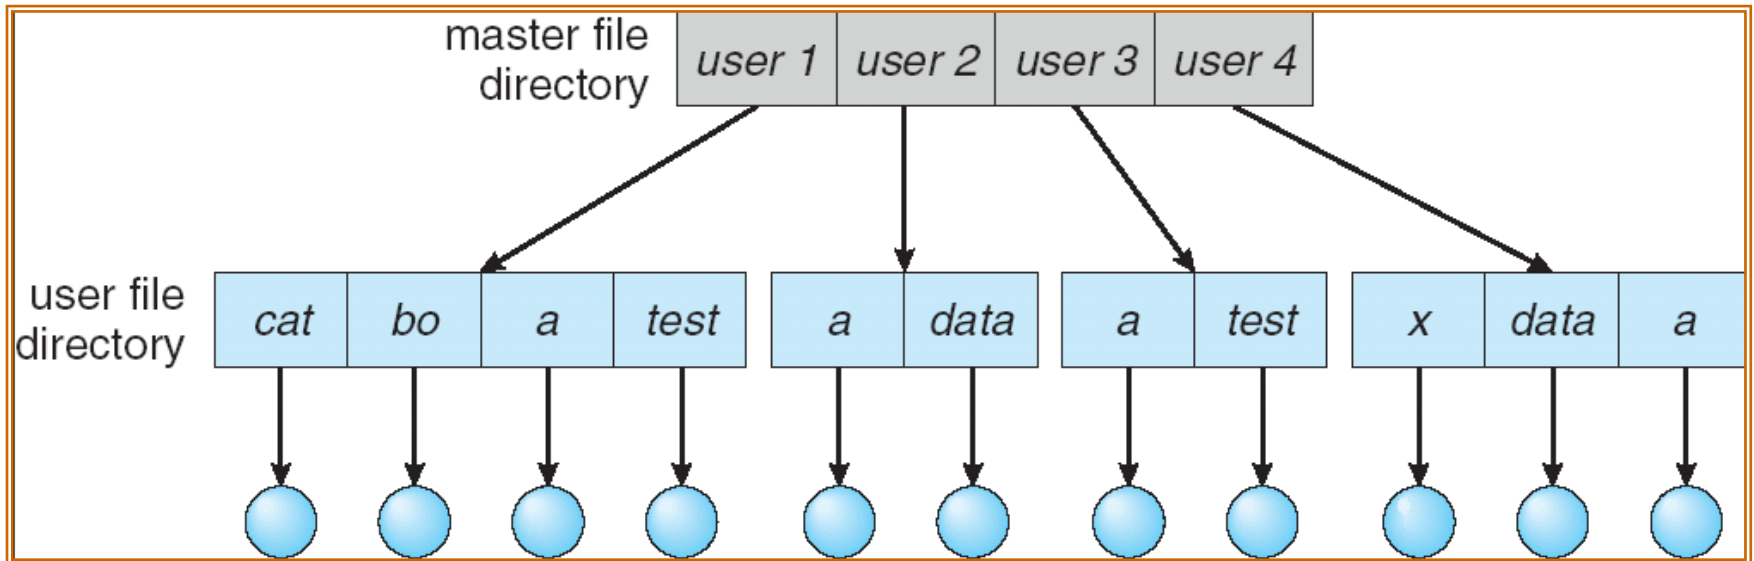 master file
directory
user 1 user 2 user 3 user 4
user file
directory
cat bo a test a data a test x data a